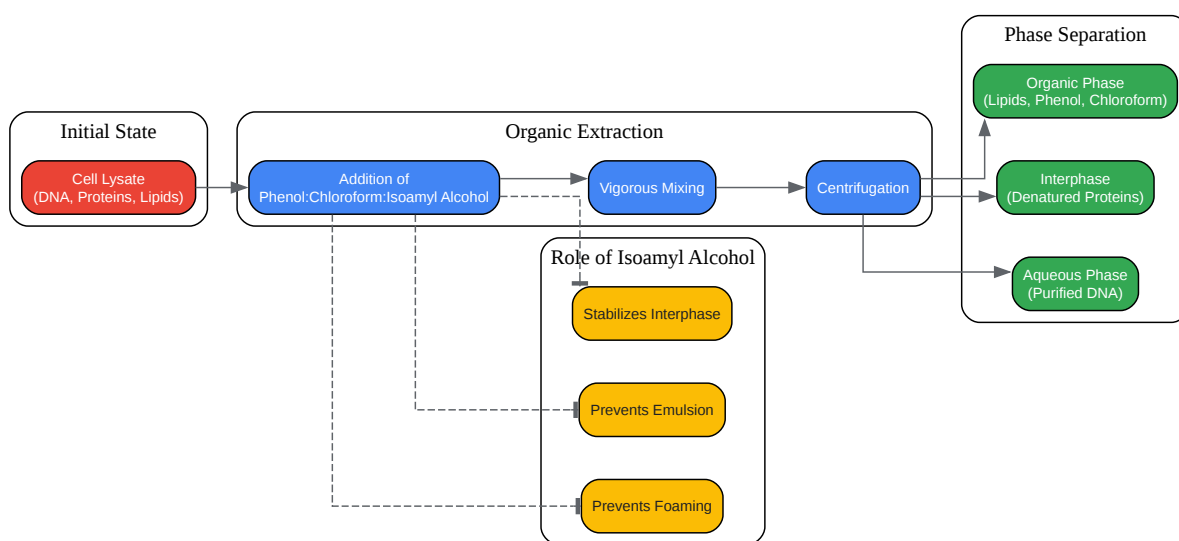 Initial State
Cell Lysate
(DNA, Proteins, Lipids)
Organic Extraction
Addition of
Phenol:Chloroform:Isoamyl Alcohol
Vigorous Mixing
Centrifugation
Role of Isoamyl Alcohol
Stabilizes Interphase
Prevents Emulsion
Prevents Foaming
Phase Separation
Organic Phase
(Lipids, Phenol, Chloroform)
Interphase
(Denatured Proteins)
Aqueous Phase
(Purified DNA)